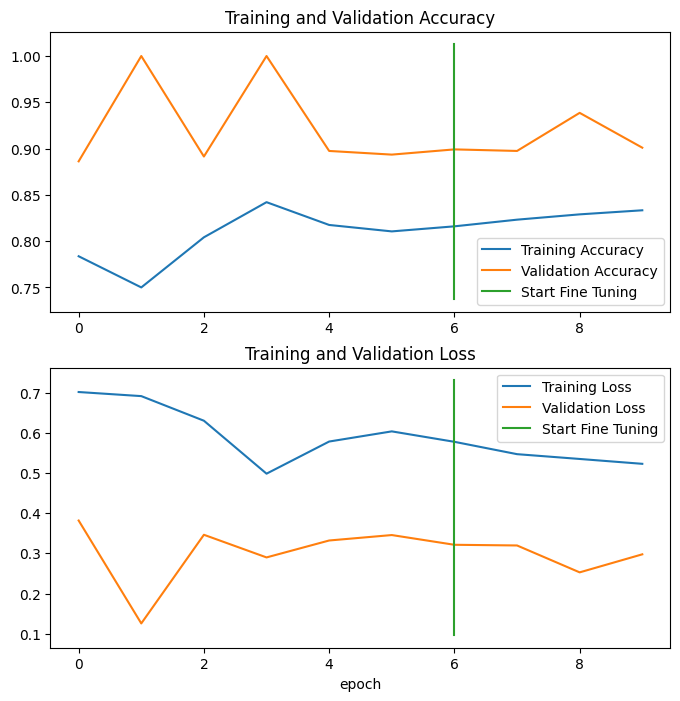 Training and Validation Accuracy
1.00
0.95
0.90
0.85
0.80
0.75
Training Accuracy
Validation Accuracy
Start Fine Tuning
0 2 4 6 8
Training and Validation Loss
0.7
0.6
0.5
0.4
0.3
0.2
0.1
Training Loss
Validation Loss
Start Fine Tuning
0 2 4 6 8
epoch